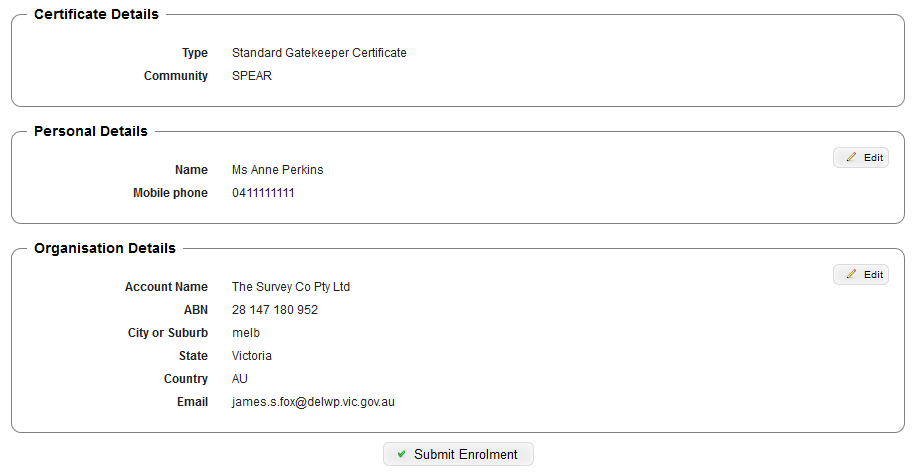 Certificate Details
Type Standard Gatekeeper Certificate
Community SPEAR
Personal Details
Edit
Name Ms Anne Perkins
Mobile phone 0411111111
Organisation Details
Edit
Account Name The Survey Co Pty Ltd
ABN 28 147 180 952
City or Suburb melb
State Victoria
Country AU
Email james.s.fox@delwp.vic.gov.au
Submit Enrolment